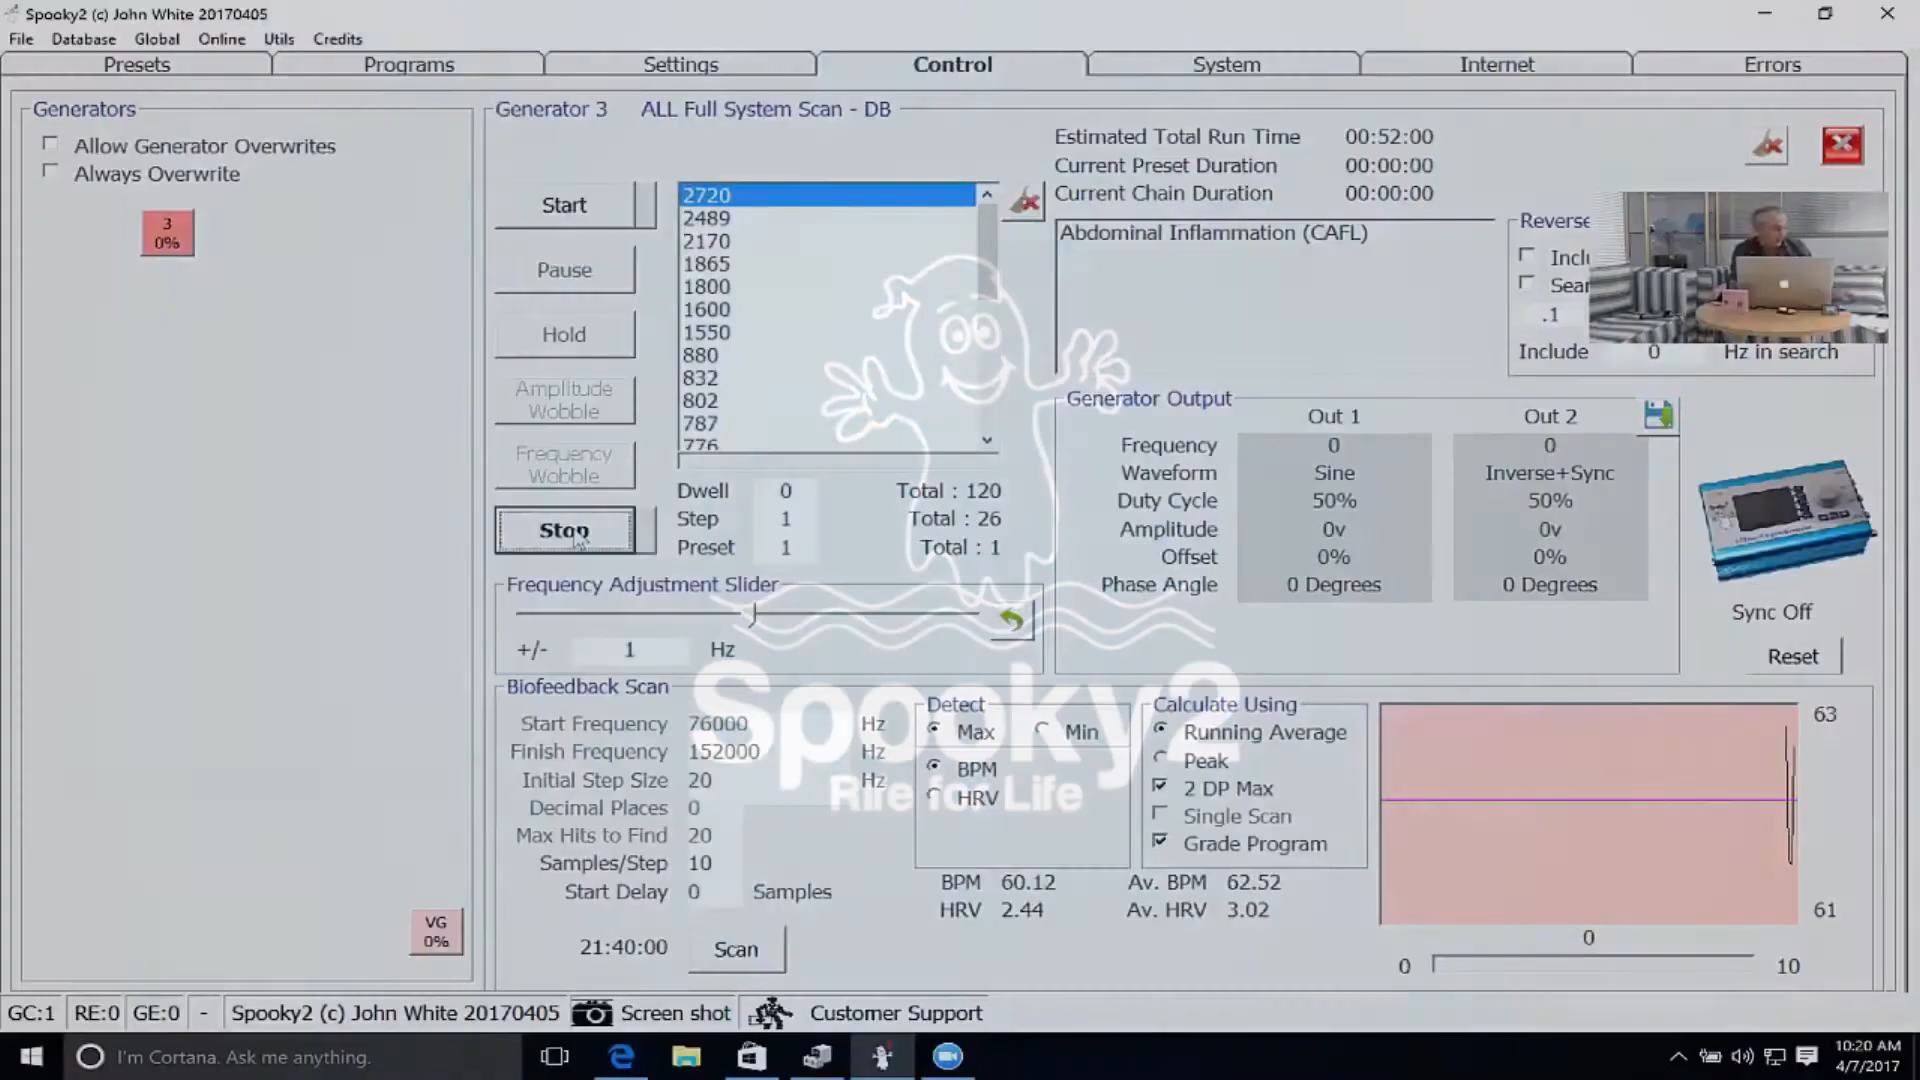 Spooky2 (c) John White 20170405
File Database Global Online Utils Credits
Presets Programs Settings Control System Internet Errors
Generators
Allow Generator Overwrites
Always Overwrite
3
0%
VG
0%
Generator 3 ALL Full System Scan - DB
Start
Pause
Hold
Amplitude
Wobble
Frequency
Wobble
Stop
2720
2489
2170
1865
1800
1600
1550
880
832
802
787
776
Dwell 0 Total : 120
Step 1 Total : 26
Preset 1 Total : 1
Estimated Total Run Time 00:52:00
Current Preset Duration 00:00:00
Current Chain Duration 00:00:00
Abdominal Inflammation (CAFL)
Reverse
.1
Include 0 Hz in search
Generator Output
Out 1 Out 2
Frequency 0 0
Waveform Sine Inverse+Sync
Duty Cycle 50% 50%
Amplitude 0v 0v
Offset 0% 0%
Phase Angle 0 Degrees 0 Degrees
Sync Off
Reset
Frequency Adjustment Slider
+/- 1 Hz
Spooky2
Rife for Life
Biofeedback Scan
Start Frequency 76000 Hz
Finish Frequency 152000 Hz
Initial Step Size 20 Hz
Decimal Places 0
Max Hits to Find 20
Samples/Step 10
Start Delay 0 Samples
21:40:00 Scan
Detect
Max Min
BPM
HRV
Calculate Using
Running Average
Peak
2 DP Max
Single Scan
Grade Program
BPM 60.12 Av. BPM 62.52
HRV 2.44 Av. HRV 3.02
63
61
0
0 10
GC:1 RE:0 GE:0 - Spooky2 (c) John White 20170405 Screen shot Customer Support
I'm Cortana. Ask me anything.
10:20 AM
4/7/2017